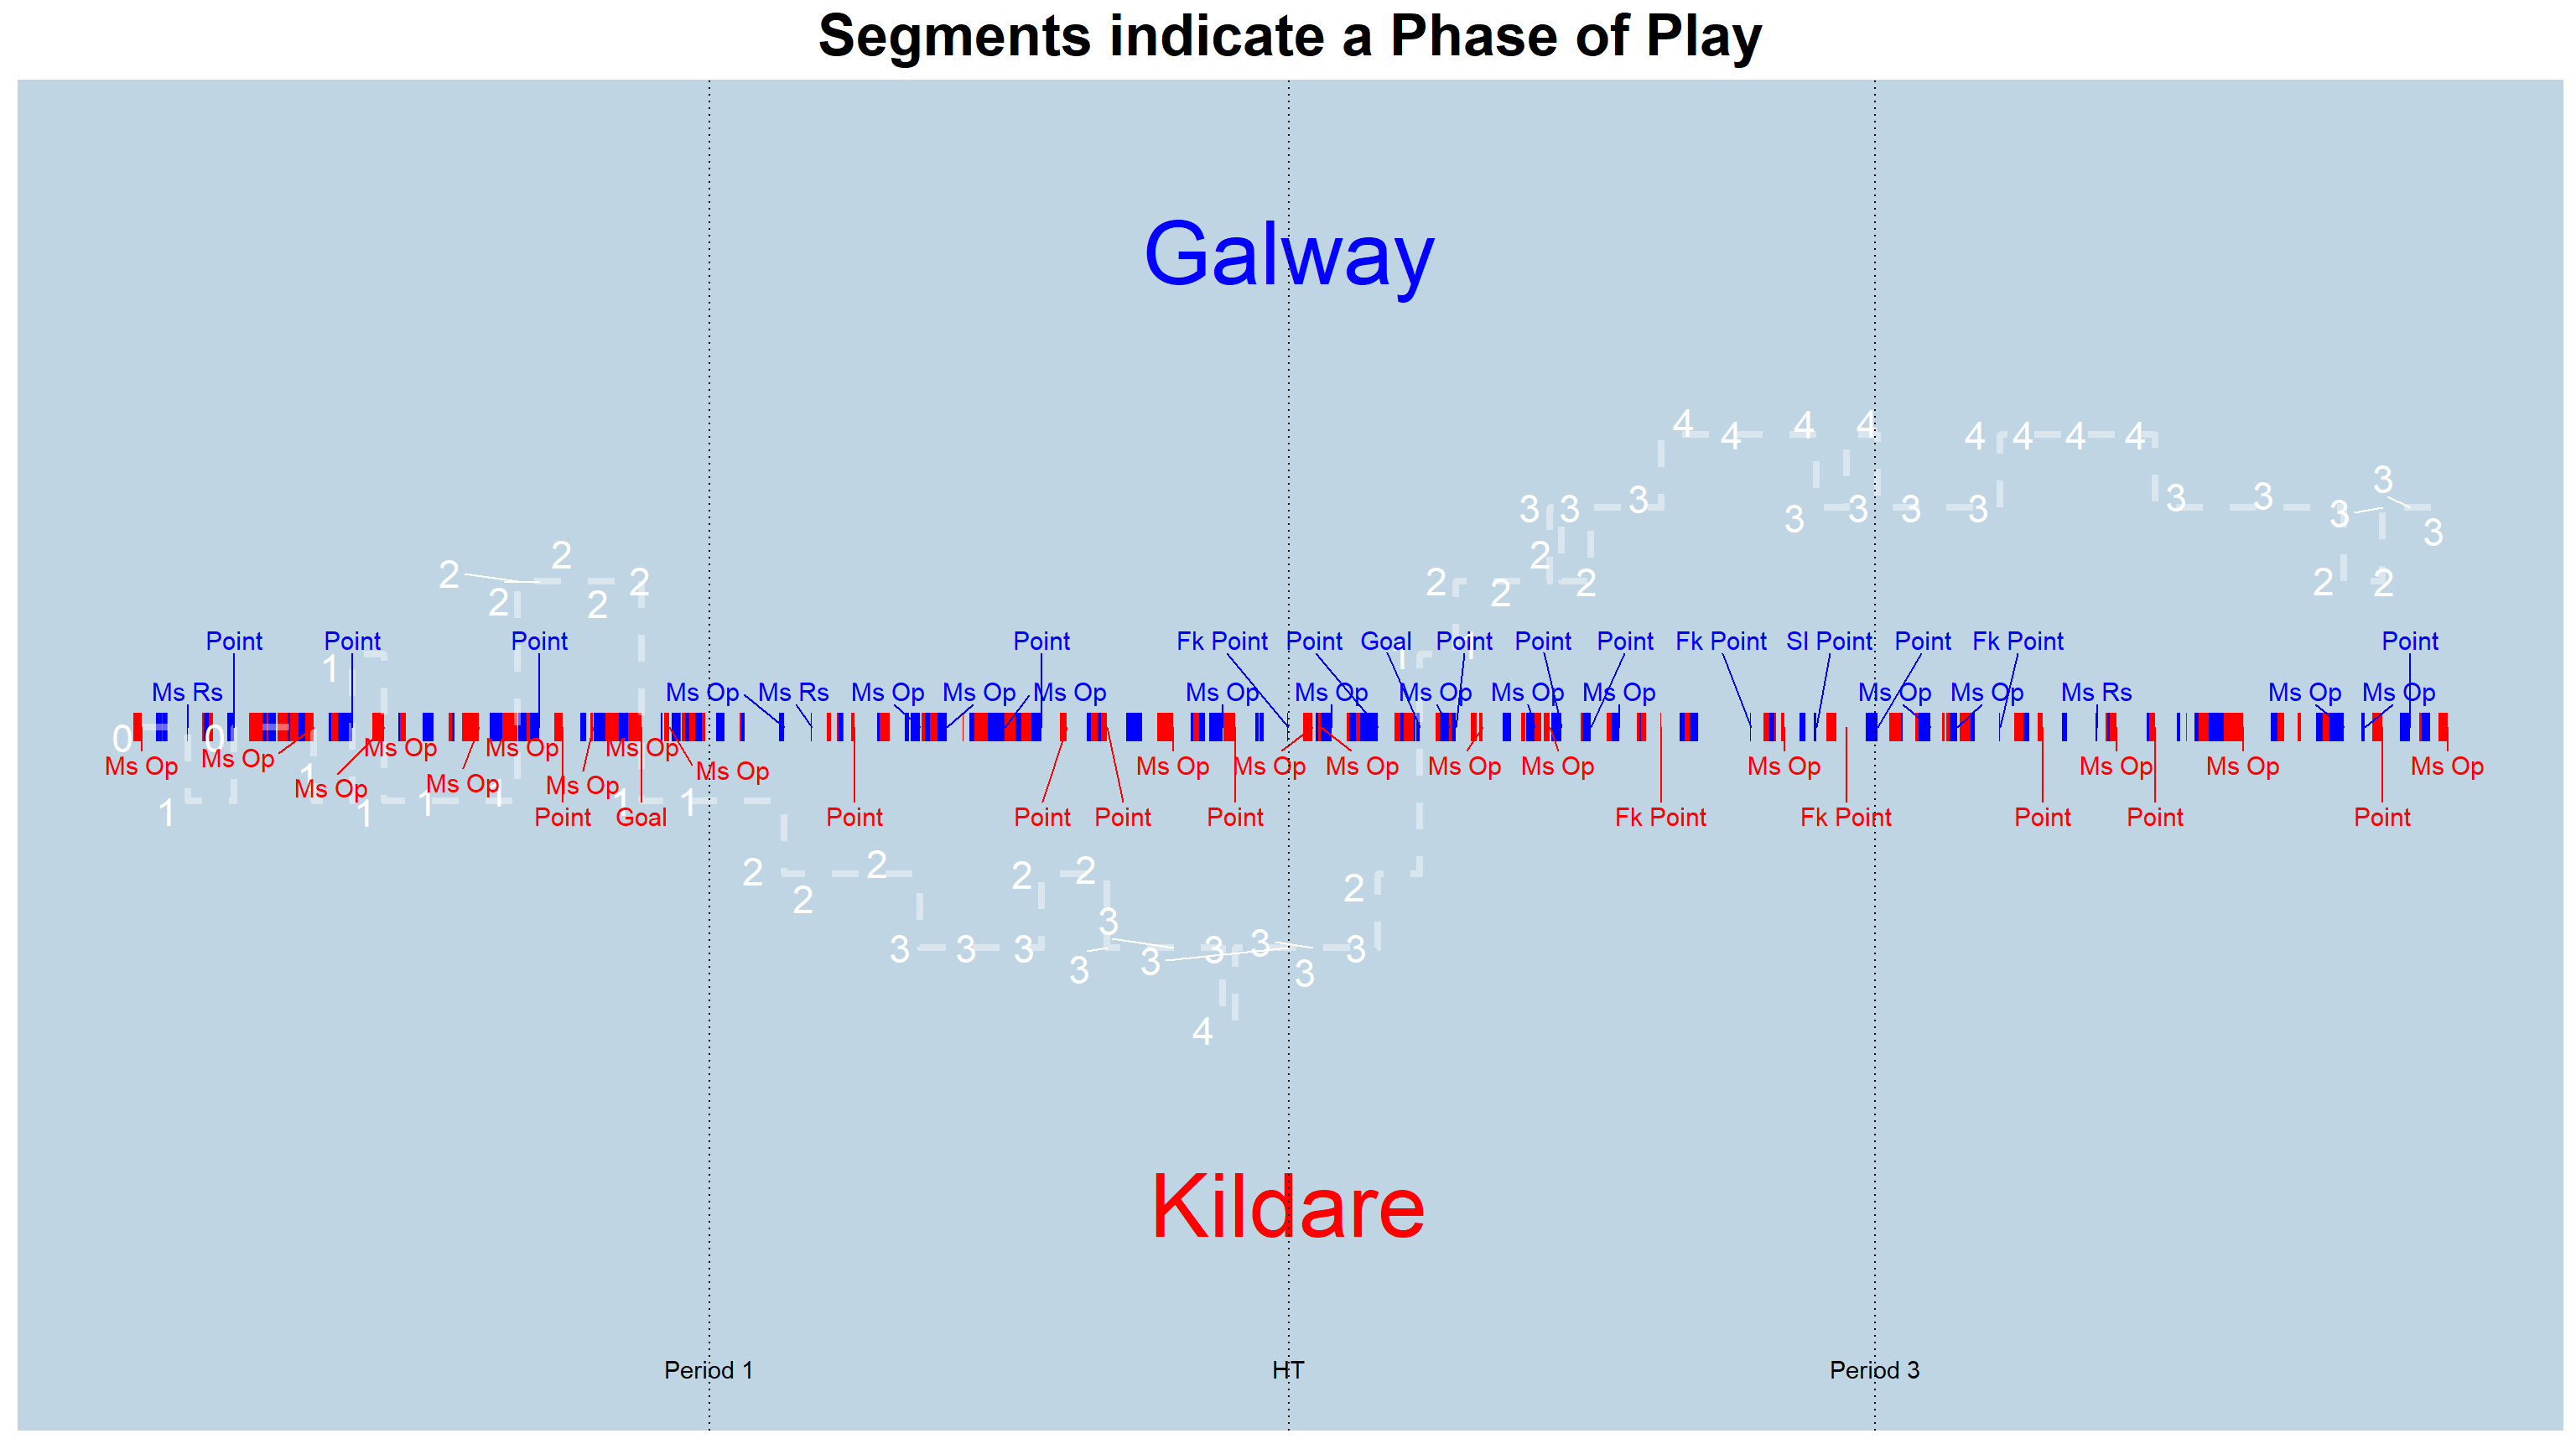 Segments indicate a Phase of Play
Galway
4 4 4 4 4 4 4 4
3 3 3 3 3 3 3 3 3 3 3 3 3
2 2 2 2 2 2 2 2 2 2 2
Point Point Point Point Fk Point Point Goal Point Point Point Fk Point SI Point Point Fk Point Point
1 1 1
Ms Rs Ms Op Ms Rs Ms Op Ms Op Ms Op Ms Op Ms Op Ms Op Ms Op Ms Op Ms Op Ms Op Ms Rs Ms Op Ms Op
0 0
Ms Op Ms Op Ms Op Ms Op Ms Op Ms Op Ms Op Ms Op Ms Op Ms Op Ms Op Ms Op Ms Op Ms Op Ms Op Ms Op Ms Op Ms Op
1 1 1 1 1 1 1
Point Goal Point Point Point Point Fk Point Fk Point Point Point Point
2 2 2 2 2 2
3 3 3 3 3 3 3 3 3 3
4
Kildare
Period 1 HT Period 3